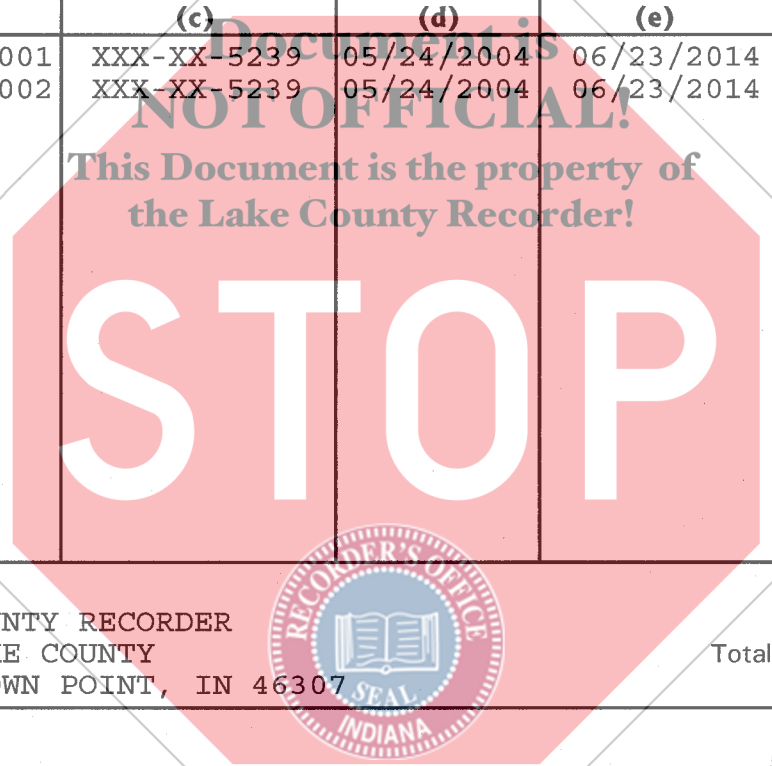 (c) (d) (e)
001 XXX-XX-5239 05/24/2004 06/23/2014
002 XXX-XX-5239 05/24/2004 06/23/2014
Document is
NOT OFFICIAL!
This Document is the property of
the Lake County Recorder!
STOP
NTY RECORDER
E COUNTY
WN POINT, IN 46307
Total
RECORDER'S OFFICE
SEAL
INDIANA